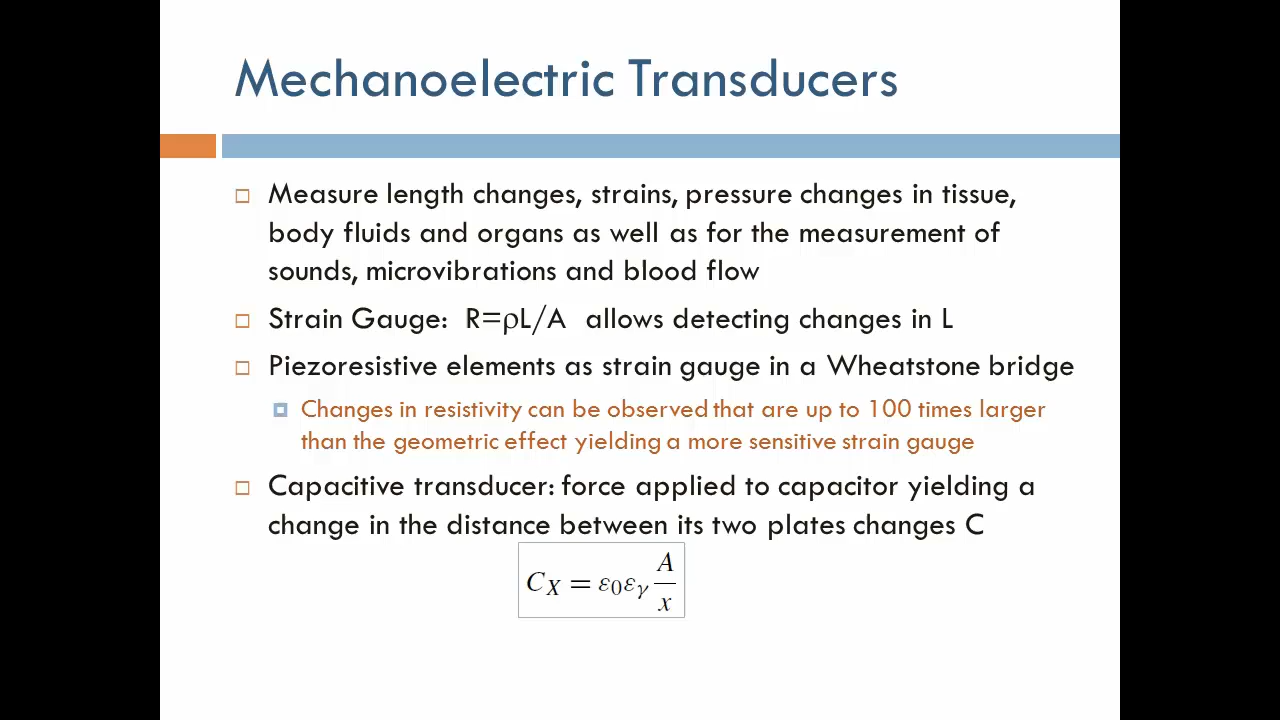 Mechanoelectric Transducers
Measure length changes, strains, pressure changes in tissue,
body fluids and organs as well as for the measurement of
sounds, microvibrations and blood flow
Strain Gauge: R=ρL/A allows detecting changes in L
Piezoresistive elements as strain gauge in a Wheatstone bridge
Changes in resistivity can be observed that are up to 100 times larger
than the geometric effect yielding a more sensitive strain gauge
Capacitive transducer: force applied to capacitor yielding a
change in the distance between its two plates changes C
C_X = ε₀ε_γ A/x